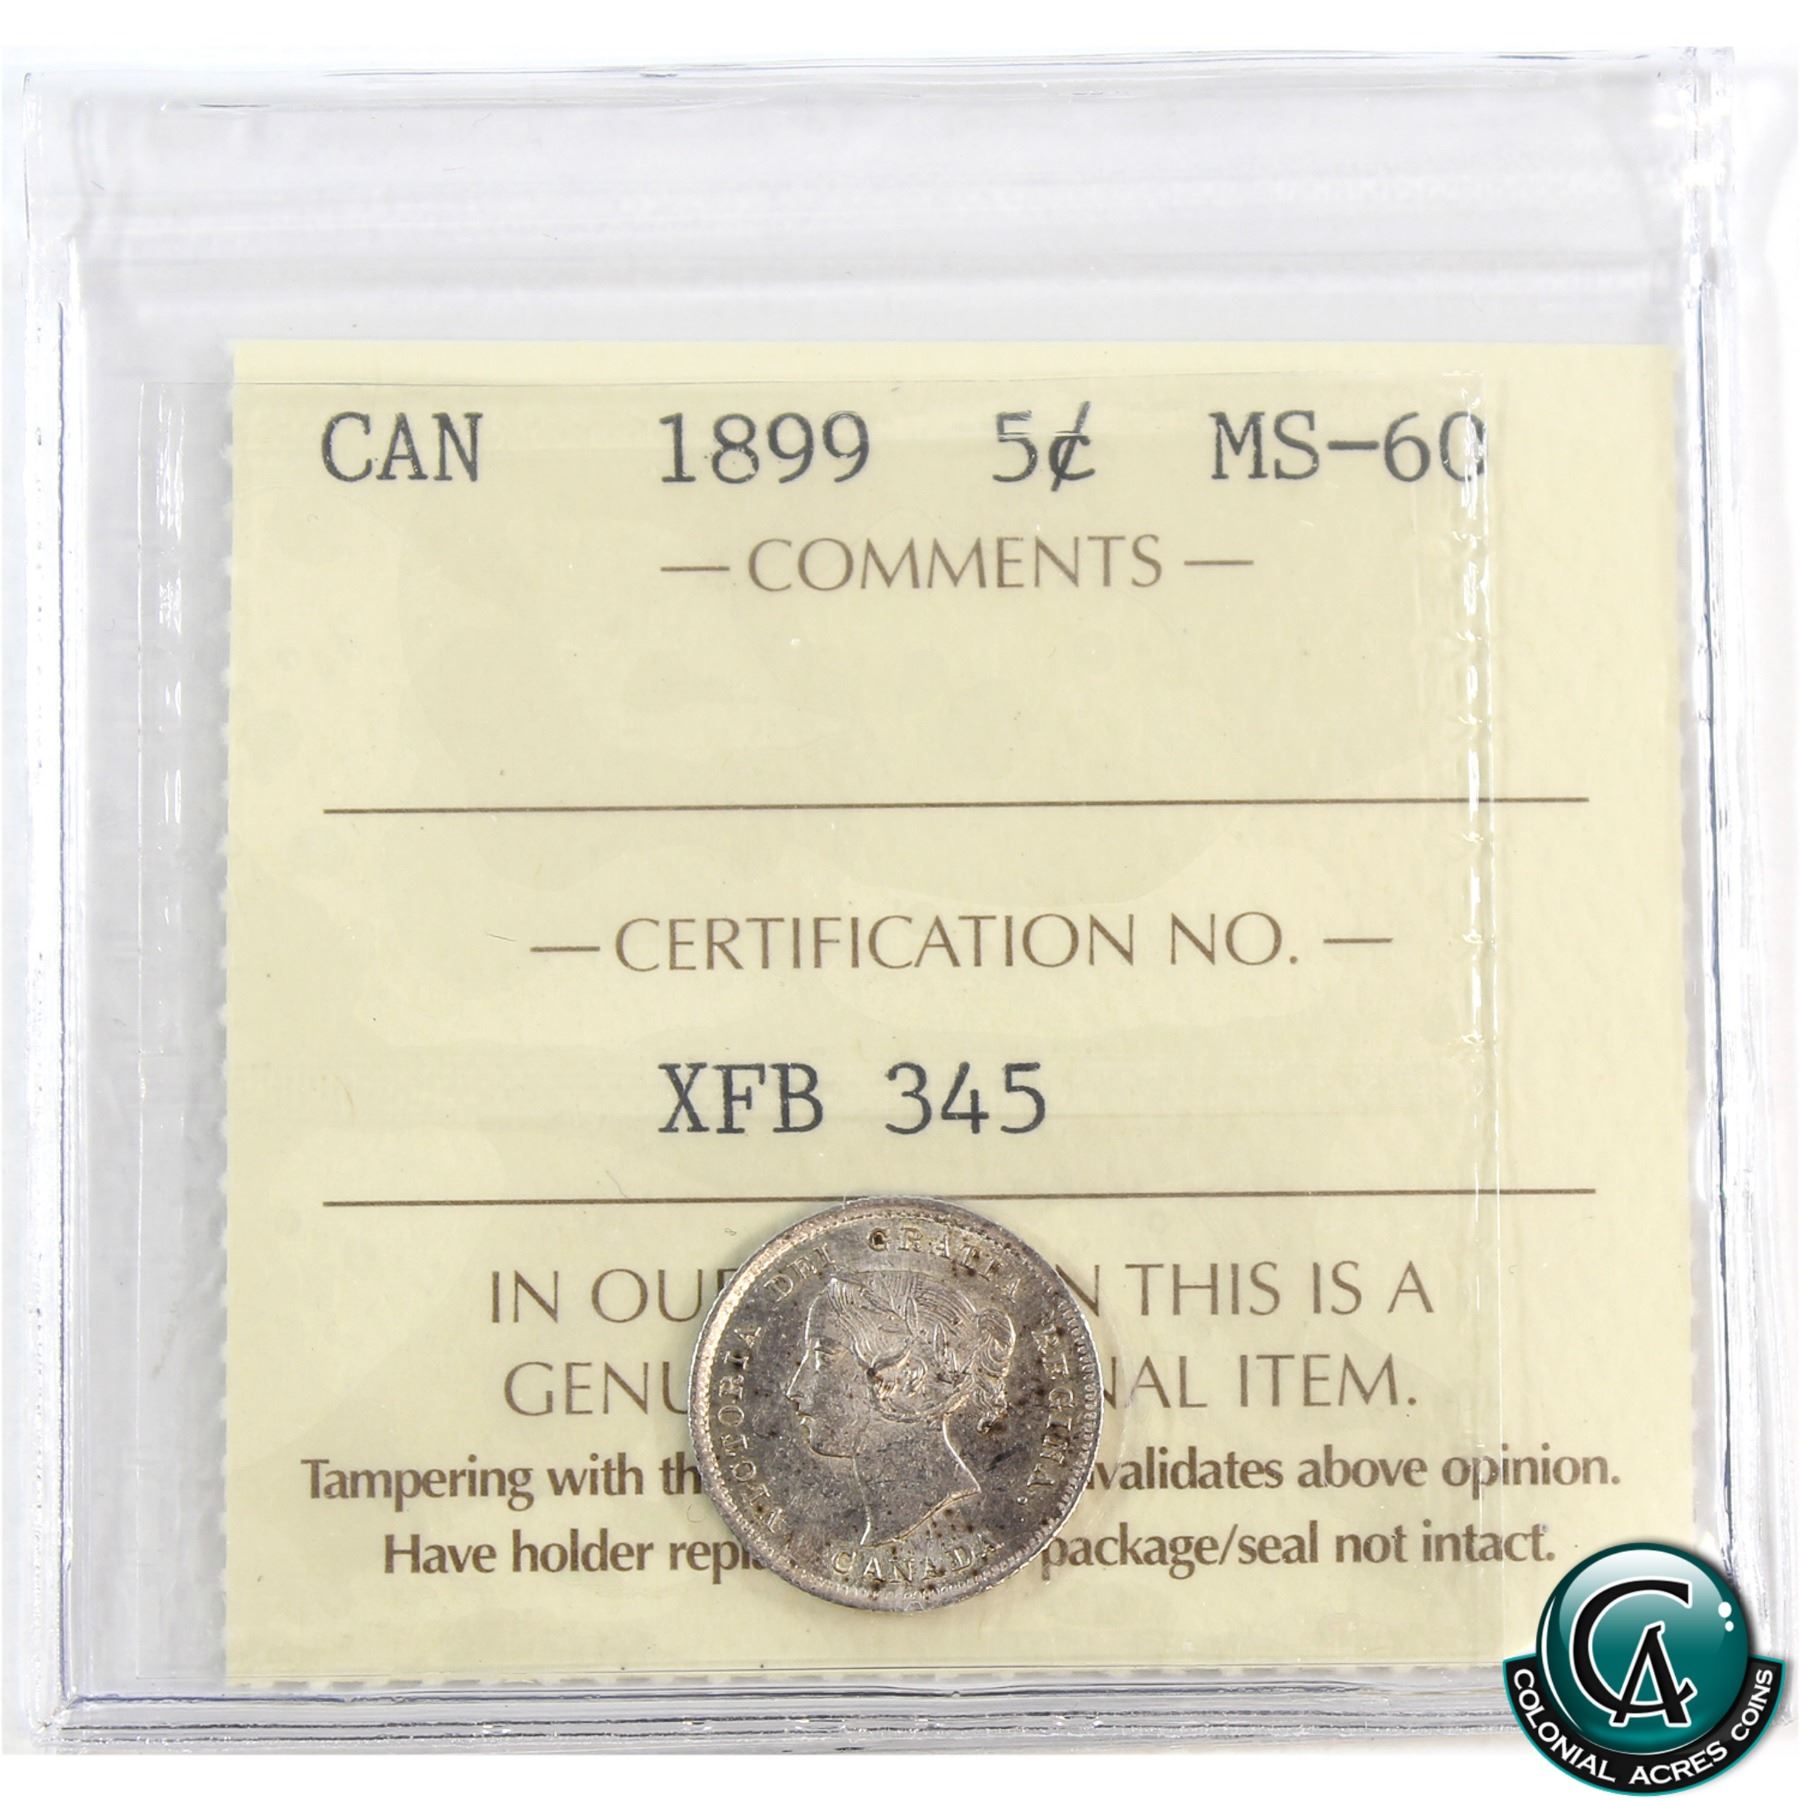 CAN 1899 5¢ MS-60
— COMMENTS —
— CERTIFICATION NO. —
XFB 345
IN OU N THIS IS A
GENU NAL ITEM.
Tampering with th validates above opinion.
Have holder repl package/seal not intact.
VICTORIA DEI GRATIA REGINA.
CANADA
CA
COLONIAL ACRES COINS